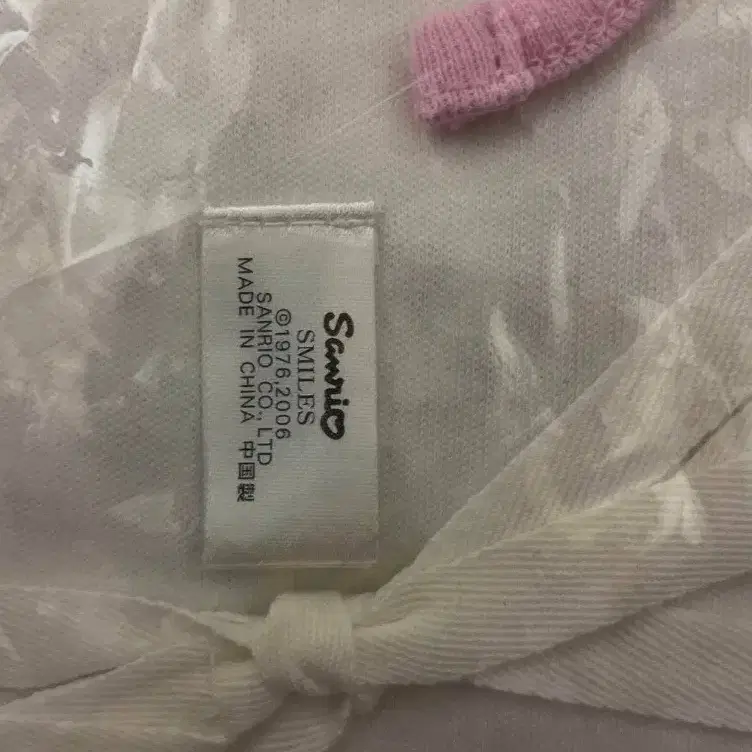 Sanrio
SMILES
©1976,2006
SANRIO CO., LTD
MADE IN CHINA 中国製